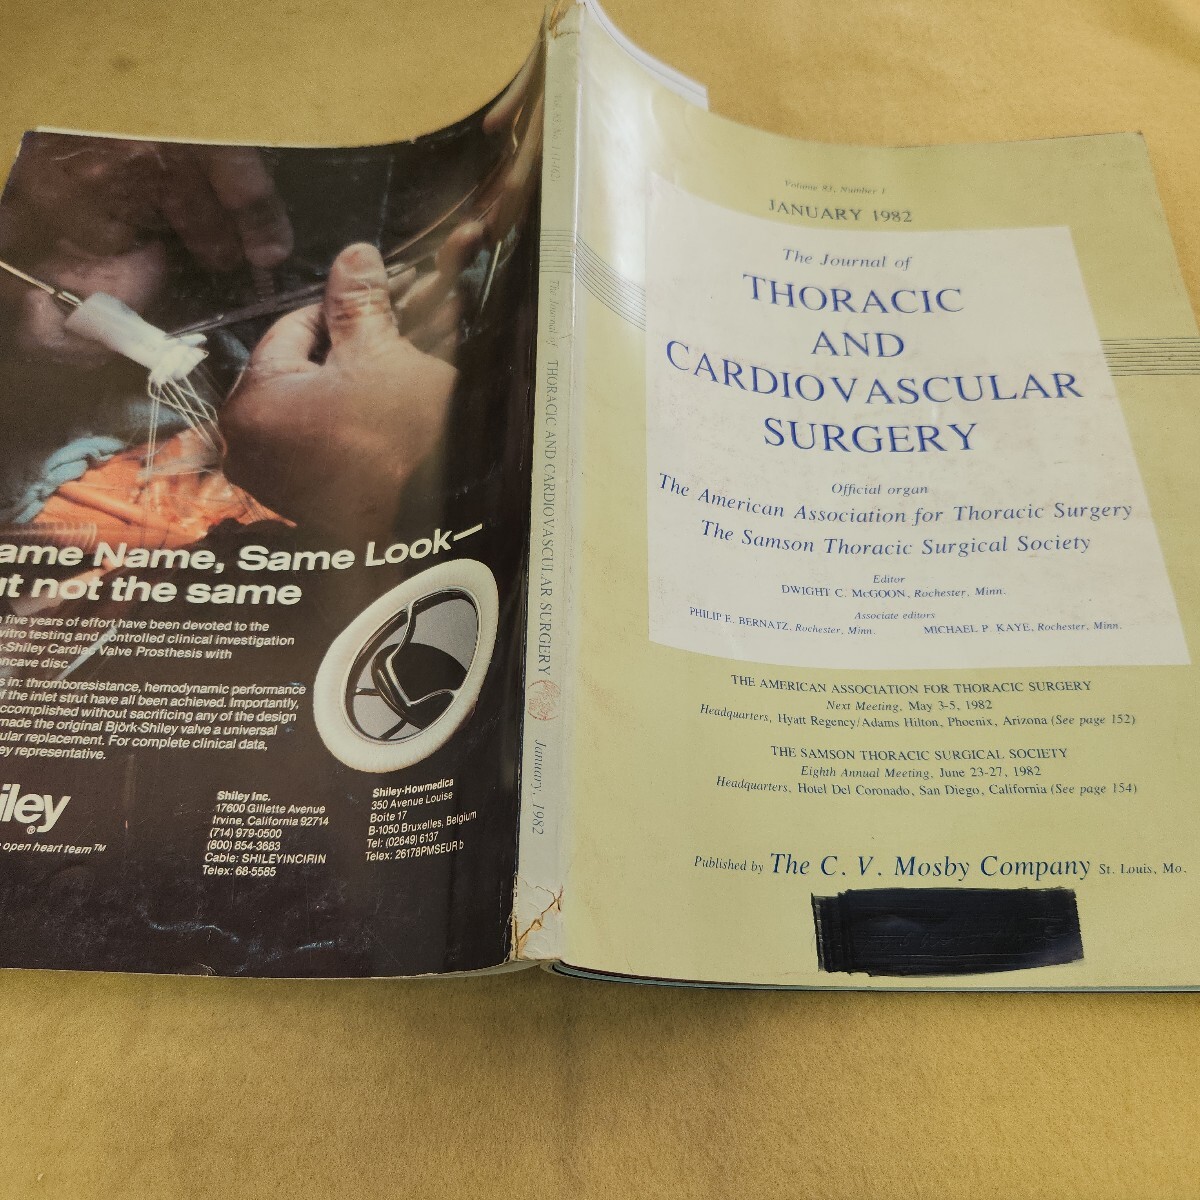 ame Name, Same Look—
ut not the same
five years of effort have been devoted to the
vitro testing and controlled clinical investigation
k-Shiley Cardiac Valve Prosthesis with
oncave disc.
s in: thromboresistance, hemodynamic performance
f the inlet strut have all been achieved. Importantly,
ccomplished without sacrificing any of the design
made the original Björk-Shiley valve a universal
ular replacement. For complete clinical data,
ey representative.
iley®
open heart team™
Shiley Inc.
17600 Gillette Avenue
Irvine, California 92714
(714) 979-0500
(800) 854-3683
Cable: SHILEYINCIRIN
Telex: 68-5585
Shiley-Howmedica
350 Avenue Louise
Boite 17
B-1050 Bruxelles, Belgium
Tel: (02649) 6137
Telex: 26178PMSEUR b
The Journal of THORACIC AND CARDIOVASCULAR SURGERY January, 1982
Volume 83, Number 1
JANUARY 1982
The Journal of
THORACIC
AND
CARDIOVASCULAR
SURGERY
Official organ
The American Association for Thoracic Surgery
The Samson Thoracic Surgical Society
Editor
DWIGHT C. McGOON, Rochester, Minn.
Associate editors
PHILIP E. BERNATZ, Rochester, Minn. MICHAEL P. KAYE, Rochester, Minn.
THE AMERICAN ASSOCIATION FOR THORACIC SURGERY
Next Meeting, May 3-5, 1982
Headquarters, Hyatt Regency/Adams Hilton, Phoenix, Arizona (See page 152)
THE SAMSON THORACIC SURGICAL SOCIETY
Eighth Annual Meeting, June 23-27, 1982
Headquarters, Hotel Del Coronado, San Diego, California (See page 154)
Published by The C. V. Mosby Company St. Louis, Mo.